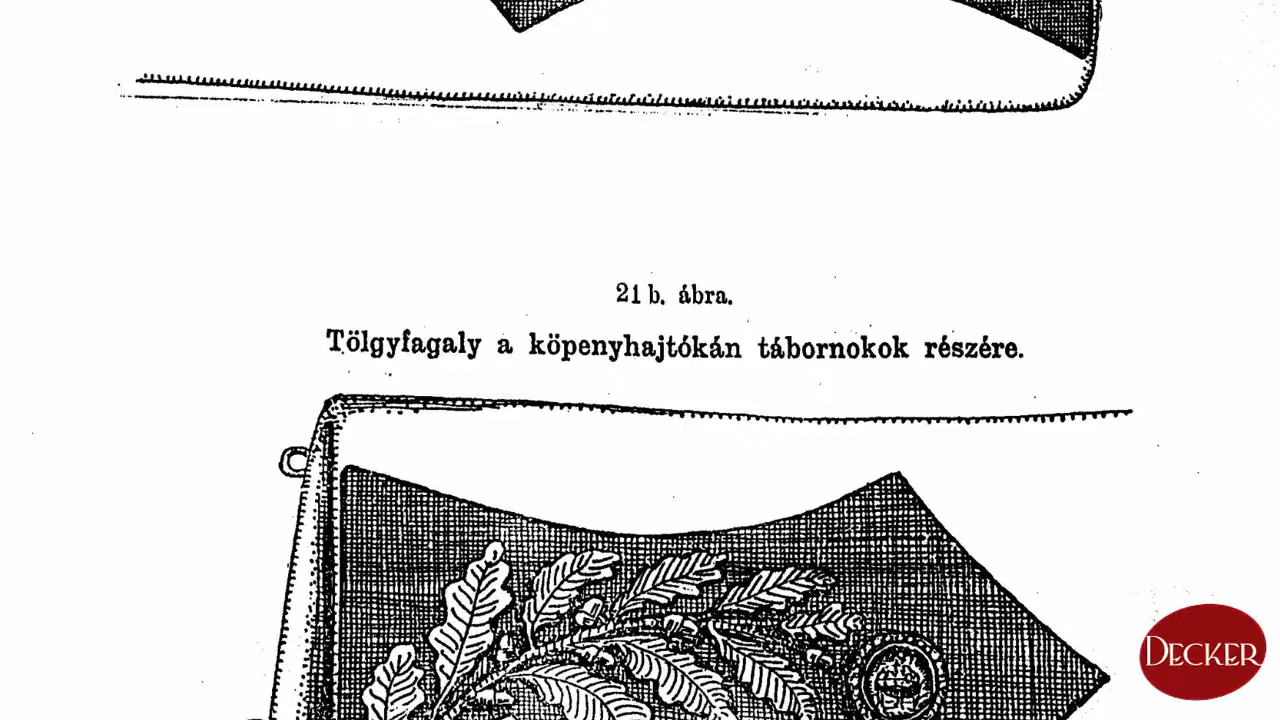 21 b. ábra.
Tölgyfagaly a köpenyhajtókán tábornokok részére.
DECKER